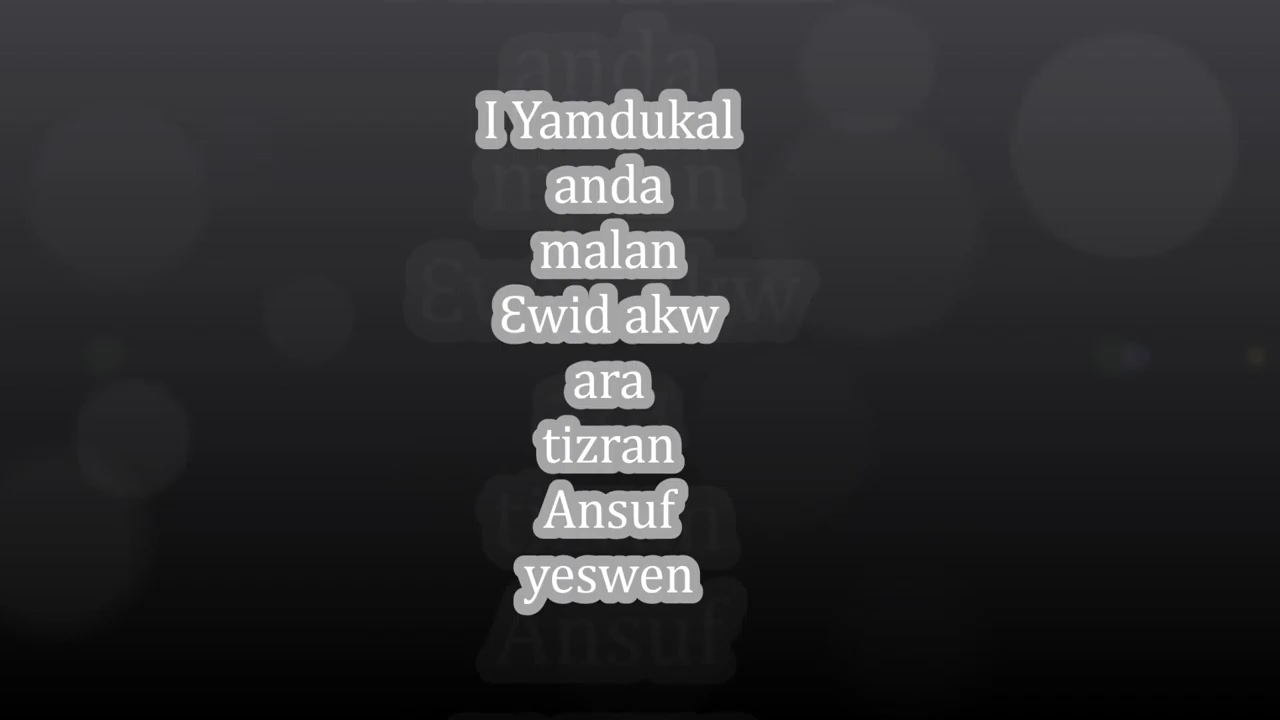 I Yamdukal
anda
malan
Ɛwid akw
ara
tizran
Ansuf
yeswen